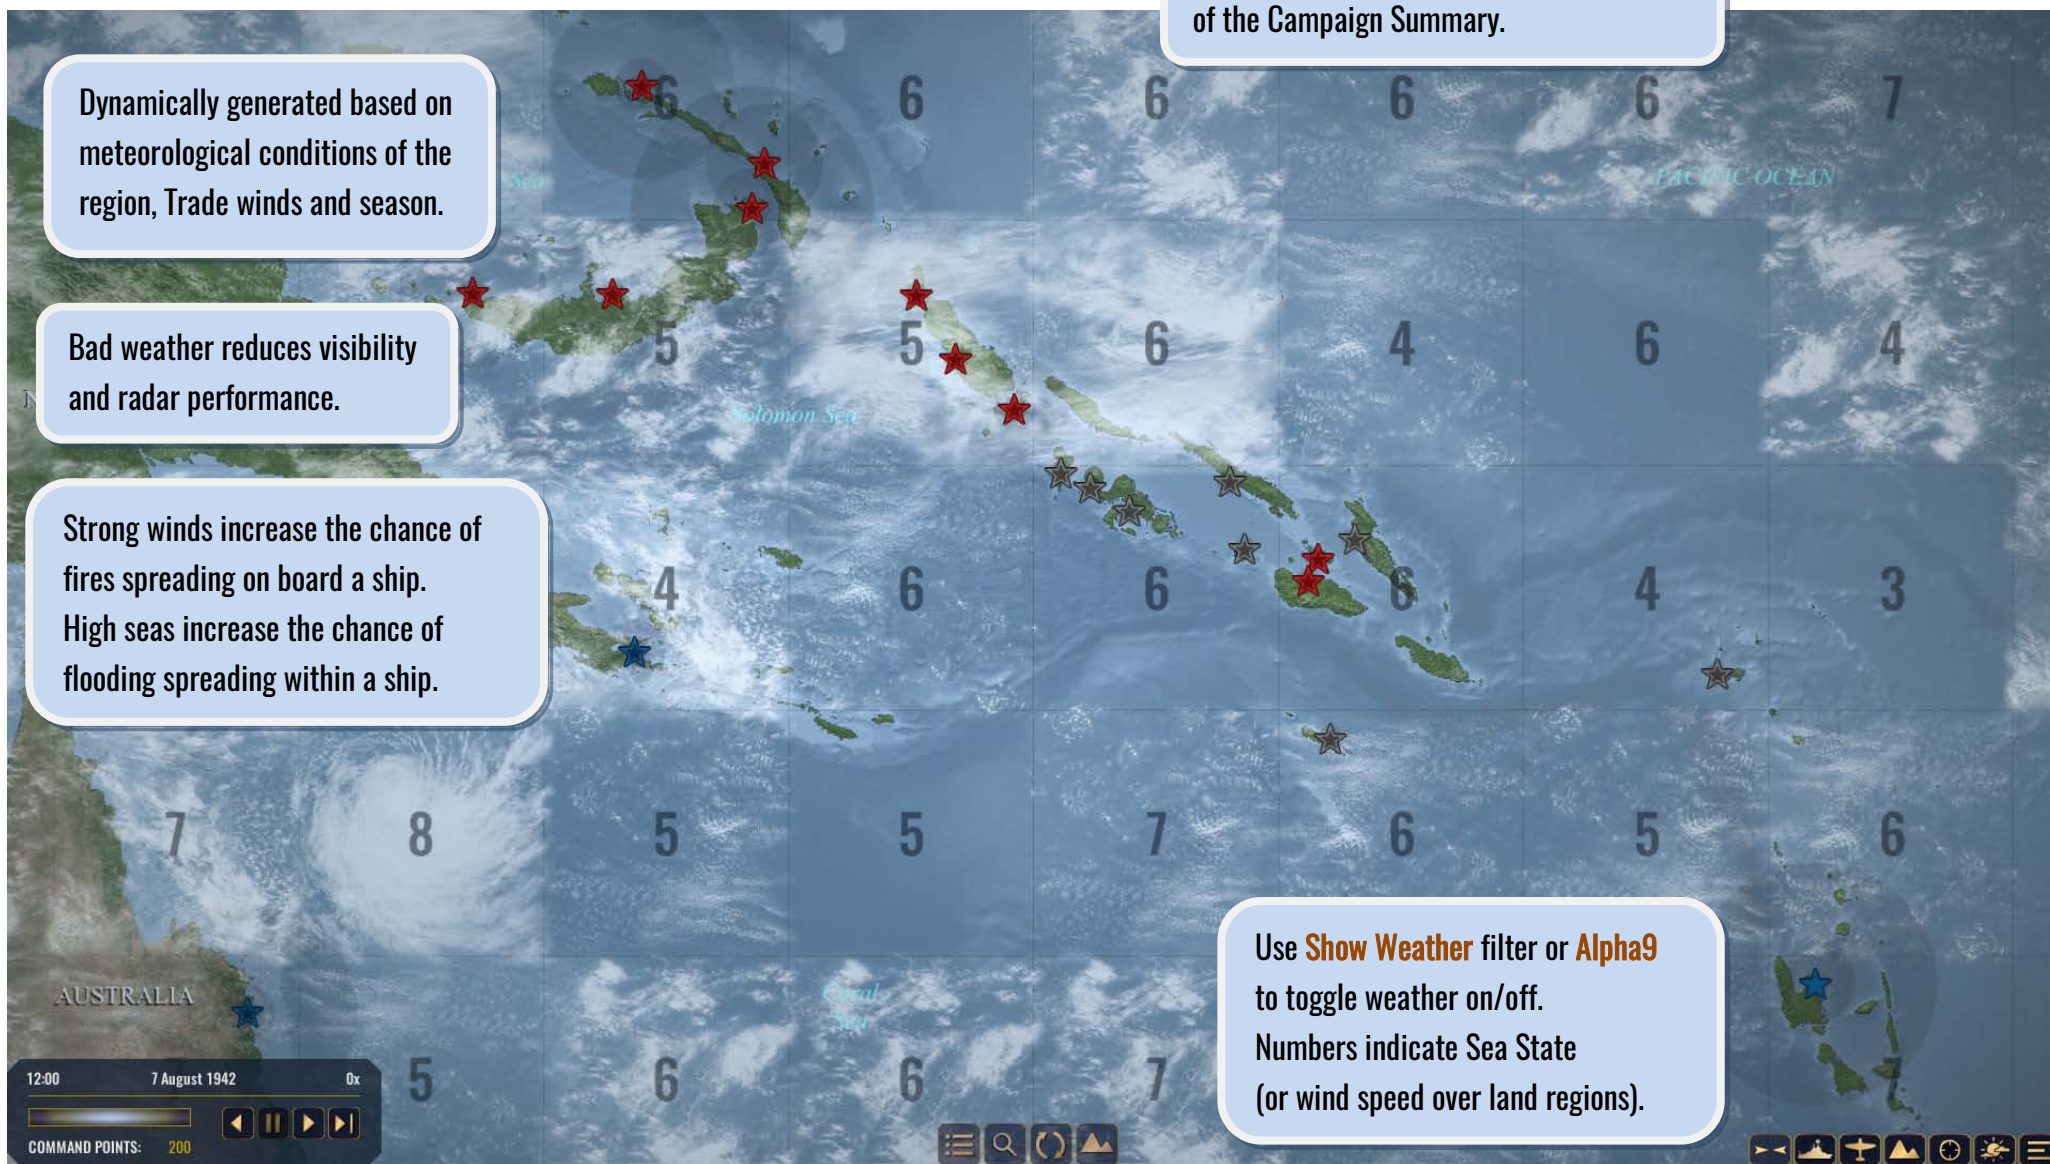 of the Campaign Summary.
Dynamically generated based on
meteorological conditions of the
region, Trade winds and season.
6 6 6 6 6 7
Sea
PACIFIC OCEAN
Bad weather reduces visibility
and radar performance.
5 5 6 4 6 4
N
Solomon Sea
Strong winds increase the chance of
fires spreading on board a ship.
High seas increase the chance of
flooding spreading within a ship.
4 6 6 6 4 3
7 8 5 5 7 6 5 6
Use Show Weather filter or Alpha9
to toggle weather on/off.
Numbers indicate Sea State
(or wind speed over land regions).
AUSTRALIA
Coral
Sea
5 6 6 7 7
12:00 7 August 1942 0x
COMMAND POINTS: 200